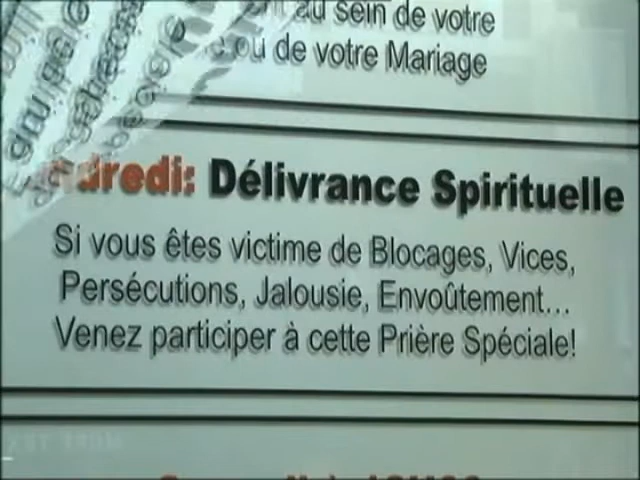 au sein de votre
ou de votre Mariage
Vendredi: Délivrance Spirituelle
Si vous êtes victime de Blocages, Vices,
Persécutions, Jalousie, Envoûtement...
Venez participer à cette Prière Spéciale!